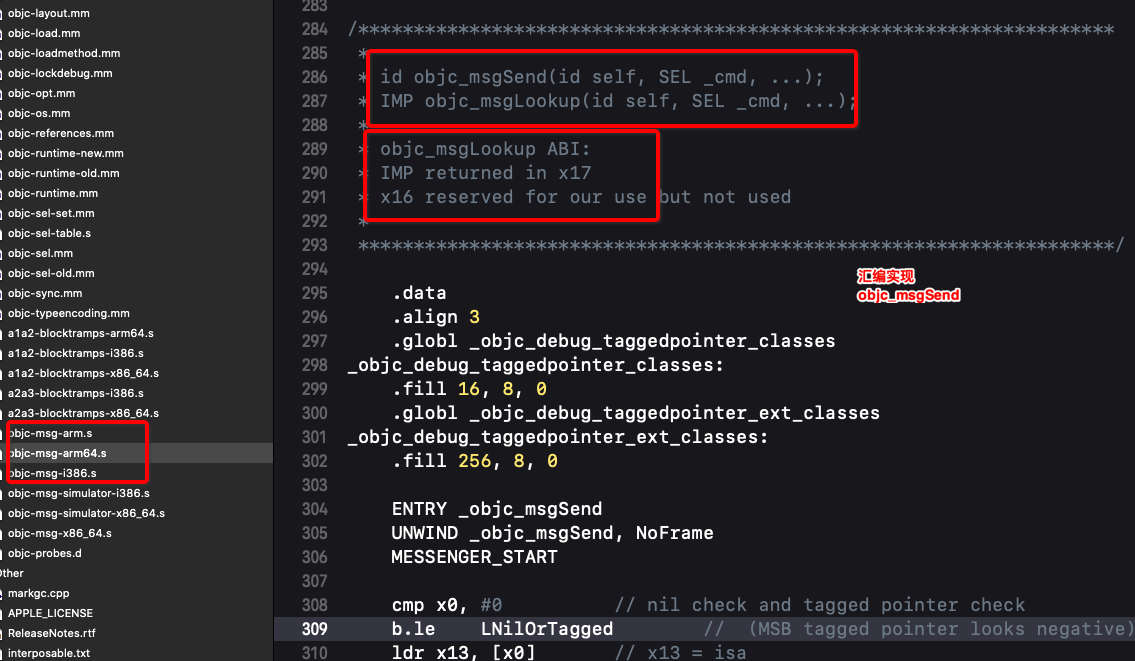 objc-layout.mm
objc-load.mm
objc-loadmethod.mm
objc-lockdebug.mm
objc-opt.mm
objc-os.mm
objc-references.mm
objc-runtime-new.mm
objc-runtime-old.mm
objc-runtime.mm
objc-sel-set.mm
objc-sel-table.s
objc-sel.mm
objc-sel-old.mm
objc-sync.mm
objc-typeencoding.mm
a1a2-blocktramps-arm64.s
a1a2-blocktramps-i386.s
a1a2-blocktramps-x86_64.s
a2a3-blocktramps-i386.s
a2a3-blocktramps-x86_64.s
objc-msg-arm.s
objc-msg-arm64.s
objc-msg-i386.s
objc-msg-simulator-i386.s
objc-msg-simulator-x86_64.s
objc-msg-x86_64.s
objc-probes.d
Other
markgc.cpp
APPLE_LICENSE
ReleaseNotes.rtf
interposable.txt
283
284 /********************************************************************
285 *
286 * id objc_msgSend(id self, SEL _cmd, ...);
287 * IMP objc_msgLookup(id self, SEL _cmd, ...);
288 *
289 * objc_msgLookup ABI:
290 * IMP returned in x17
291 * x16 reserved for our use but not used
292 *
293 ********************************************************************/
294
295 .data
296 .align 3
297 .globl _objc_debug_taggedpointer_classes
298 _objc_debug_taggedpointer_classes:
299 .fill 16, 8, 0
300 .globl _objc_debug_taggedpointer_ext_classes
301 _objc_debug_taggedpointer_ext_classes:
302 .fill 256, 8, 0
303
304 ENTRY _objc_msgSend
305 UNWIND _objc_msgSend, NoFrame
306 MESSENGER_START
307
308 cmp x0, #0 // nil check and tagged pointer check
309 b.le LNilOrTagged // (MSB tagged pointer looks negative)
310 ldr x13, [x0] // x13 = isa
汇编实现
objc_msgSend